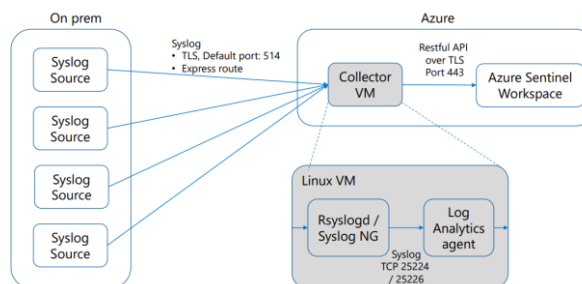 On prem
Azure
Syslog
Source
Syslog
Source
Syslog
Source
Syslog
Source
Syslog
• TLS, Default port: 514
• Express route
Collector
VM
Restful API
over TLS
Port 443
Azure Sentinel
Workspace
Linux VM
Rsyslogd /
Syslog NG
Log
Analytics
agent
Syslog
TCP 25224
/ 25226